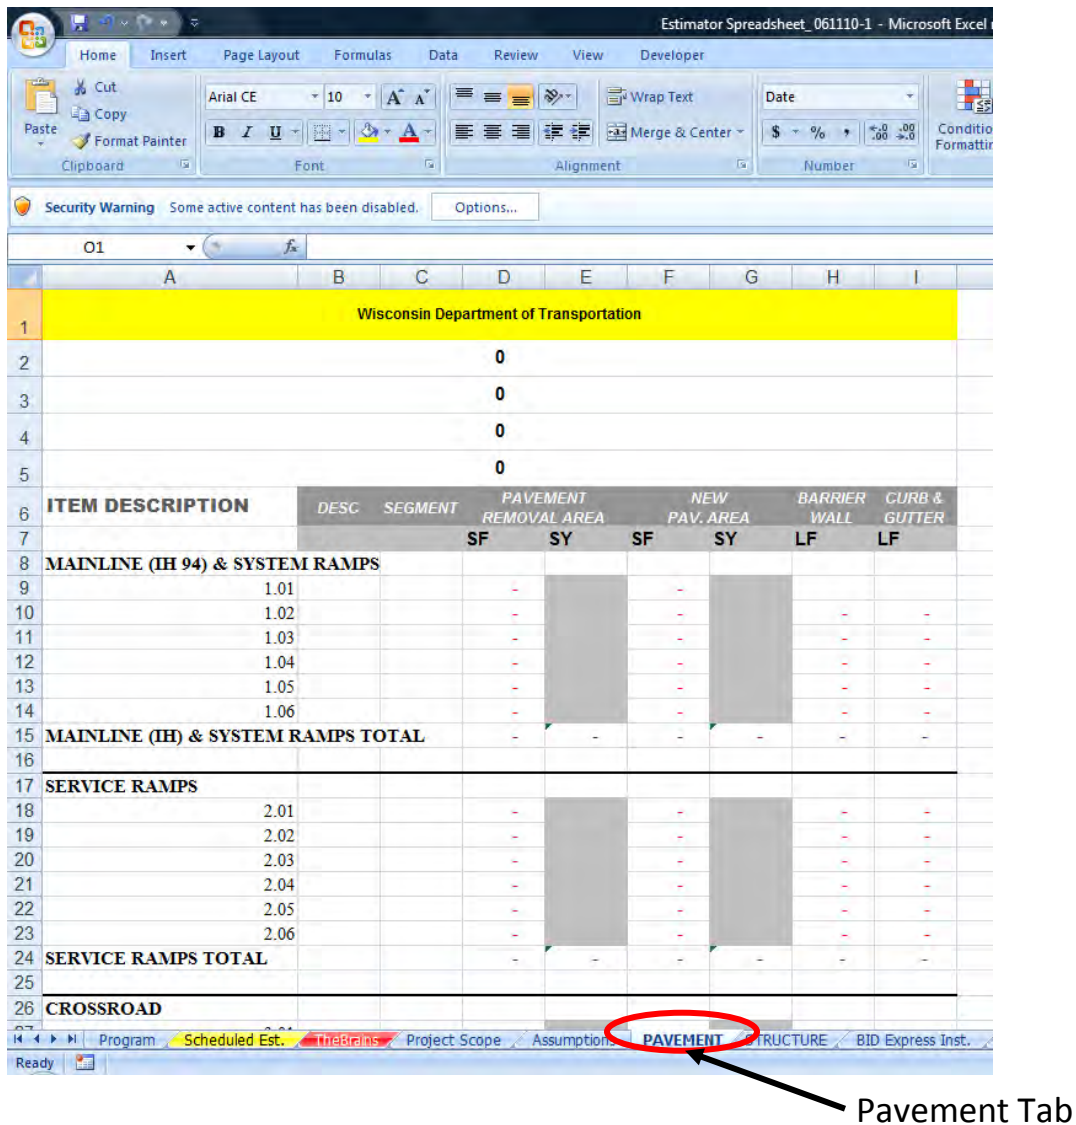 Estimator Spreadsheet_061110-1 - Microsoft Excel
Home Insert Page Layout Formulas Data Review View Developer
Cut
Copy
Format Painter
Paste
Arial CE 10 A A Wrap Text Date
B I U A Merge & Center $ % , .00 .00 Conditio
Formattin
Clipboard Font Alignment Number
Security Warning Some active content has been disabled. Options...
O1 fx
A B C D E F G H I
1 Wisconsin Department of Transportation
2 0
3 0
4 0
5 0
6 ITEM DESCRIPTION DESC SEGMENT PAVEMENT REMOVAL AREA NEW PAV. AREA BARRIER WALL CURB & GUTTER
7 SF SY SF SY LF LF
8 MAINLINE (IH 94) & SYSTEM RAMPS
9 1.01 - -
10 1.02 - - - -
11 1.03 - - - -
12 1.04 - - - -
13 1.05 - - - -
14 1.06 - - - -
15 MAINLINE (IH) & SYSTEM RAMPS TOTAL - - - - - -
16
17 SERVICE RAMPS
18 2.01 - - - -
19 2.02 - - - -
20 2.03 - - - -
21 2.04 - - - -
22 2.05 - - - -
23 2.06 - - - -
24 SERVICE RAMPS TOTAL - - - - - -
25
26 CROSSROAD
Program Scheduled Est. TheBrains Project Scope Assumptions PAVEMENT STRUCTURE BID Express Inst.
Ready
Pavement Tab